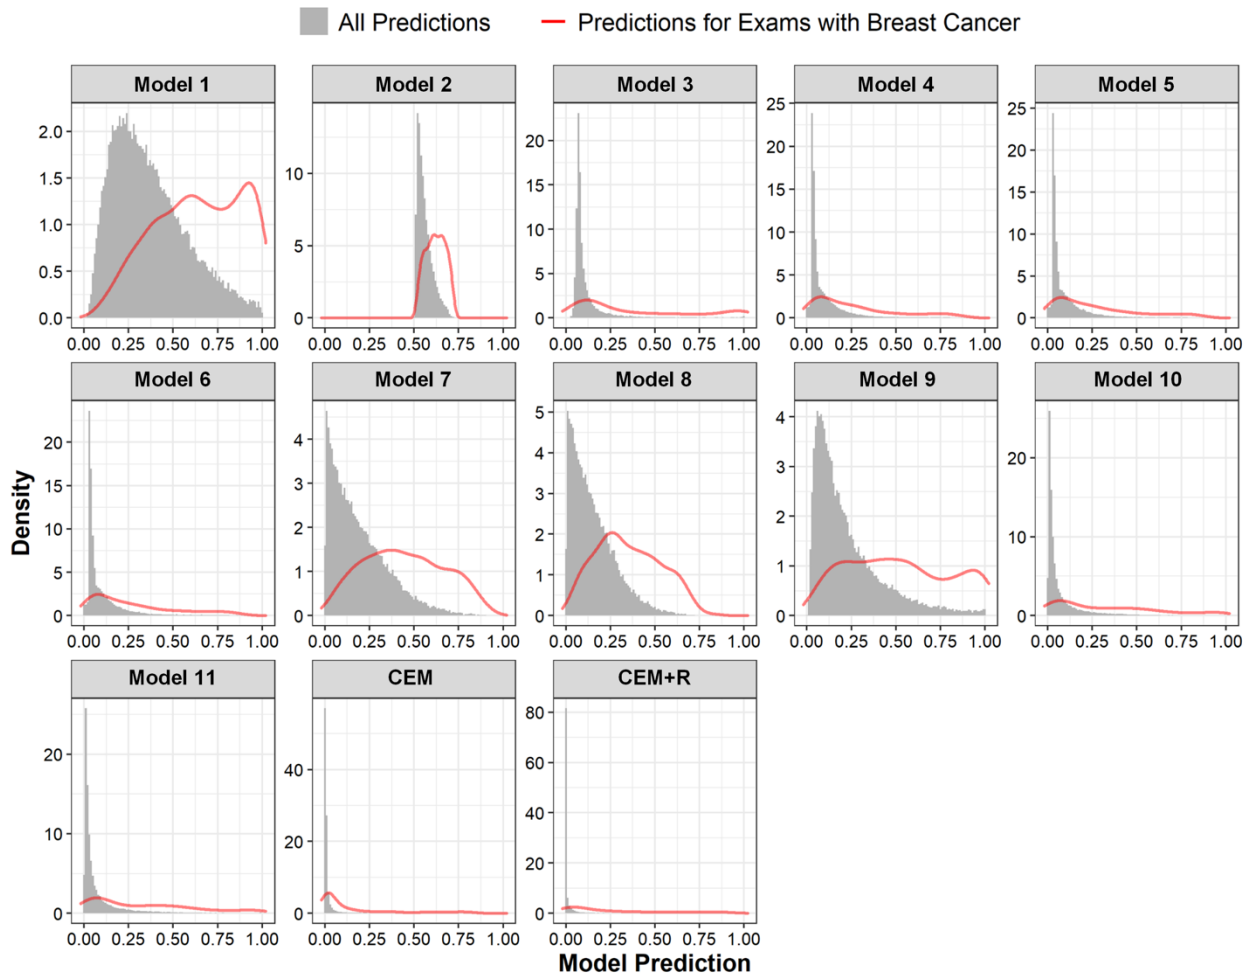 All Predictions
Predictions for Exams with Breast Cancer
Model 1
Model 2
Model 3
Model 4
Model 5
2.0
1.5
1.0
0.5
0.0
0.00 0.25 0.50 0.75 1.00
10
5
0
0.00 0.25 0.50 0.75 1.00
20
15
10
5
0
0.00 0.25 0.50 0.75 1.00
25
20
15
10
5
0
0.00 0.25 0.50 0.75 1.00
25
20
15
10
5
0
0.00 0.25 0.50 0.75 1.00
Model 6
Model 7
Model 8
Model 9
Model 10
20
15
10
5
0
0.00 0.25 0.50 0.75 1.00
4
3
2
1
0
0.00 0.25 0.50 0.75 1.00
5
4
3
2
1
0
0.00 0.25 0.50 0.75 1.00
4
3
2
1
0
0.00 0.25 0.50 0.75 1.00
20
10
0
0.00 0.25 0.50 0.75 1.00
Density
Model 11
CEM
CEM+R
20
10
0
0.00 0.25 0.50 0.75 1.00
40
20
0
0.00 0.25 0.50 0.75 1.00
80
60
40
20
0
0.00 0.25 0.50 0.75 1.00
Model Prediction